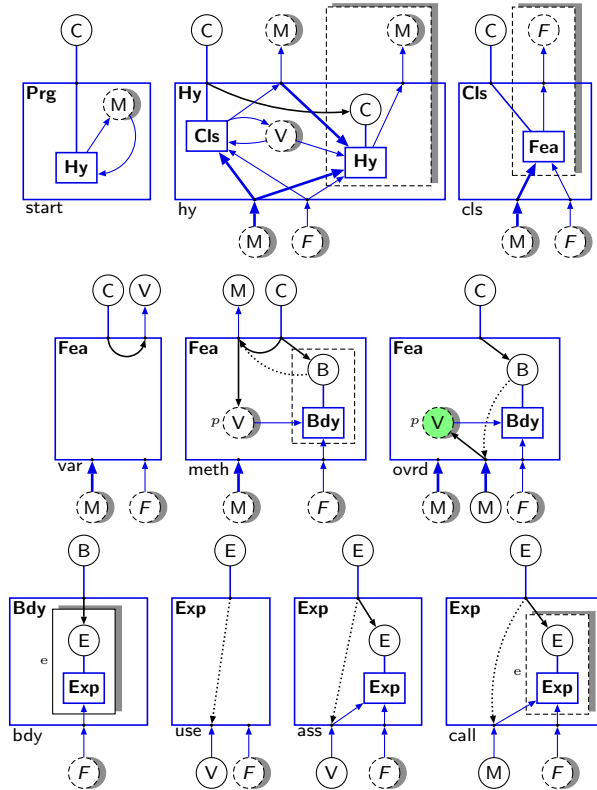 C M M C F
Prg Hy Cls
M C
Cls V Fea
Hy Hy
start hy cls
M F M F
C V M C C
Fea Fea Fea
B B
p V Bdy p V Bdy
var meth ovrd
M F M F M M F
B E E E
Bdy Exp Exp Exp
E E E
e Exp Exp e Exp
bdy use ass call
F V F V F M F